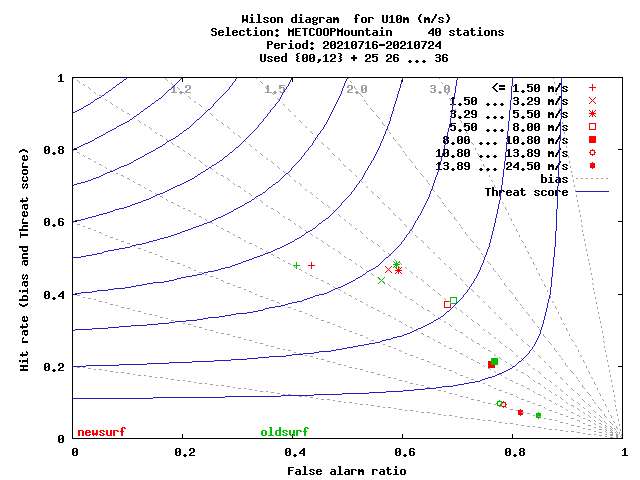 Wilson diagram  for U10m (m/s)
Selection: METCOOPMountain     40 stations
Period: 20210716-20210724
Used {00,12} + 25 26 ... 36
1.2 1.5 2.0 3.0
<= 1.50 m/s
1.50 ... 3.29 m/s
3.29 ... 5.50 m/s
5.50 ... 8.00 m/s
8.00 ... 10.80 m/s
10.80 ... 13.89 m/s
13.89 ... 24.50 m/s
bias
Threat score
Hit rate (bias and Threat score)
1
0.8
0.6
0.4
0.2
0
newsurf oldsurf
0 0.2 0.4 0.6 0.8 1
False alarm ratio